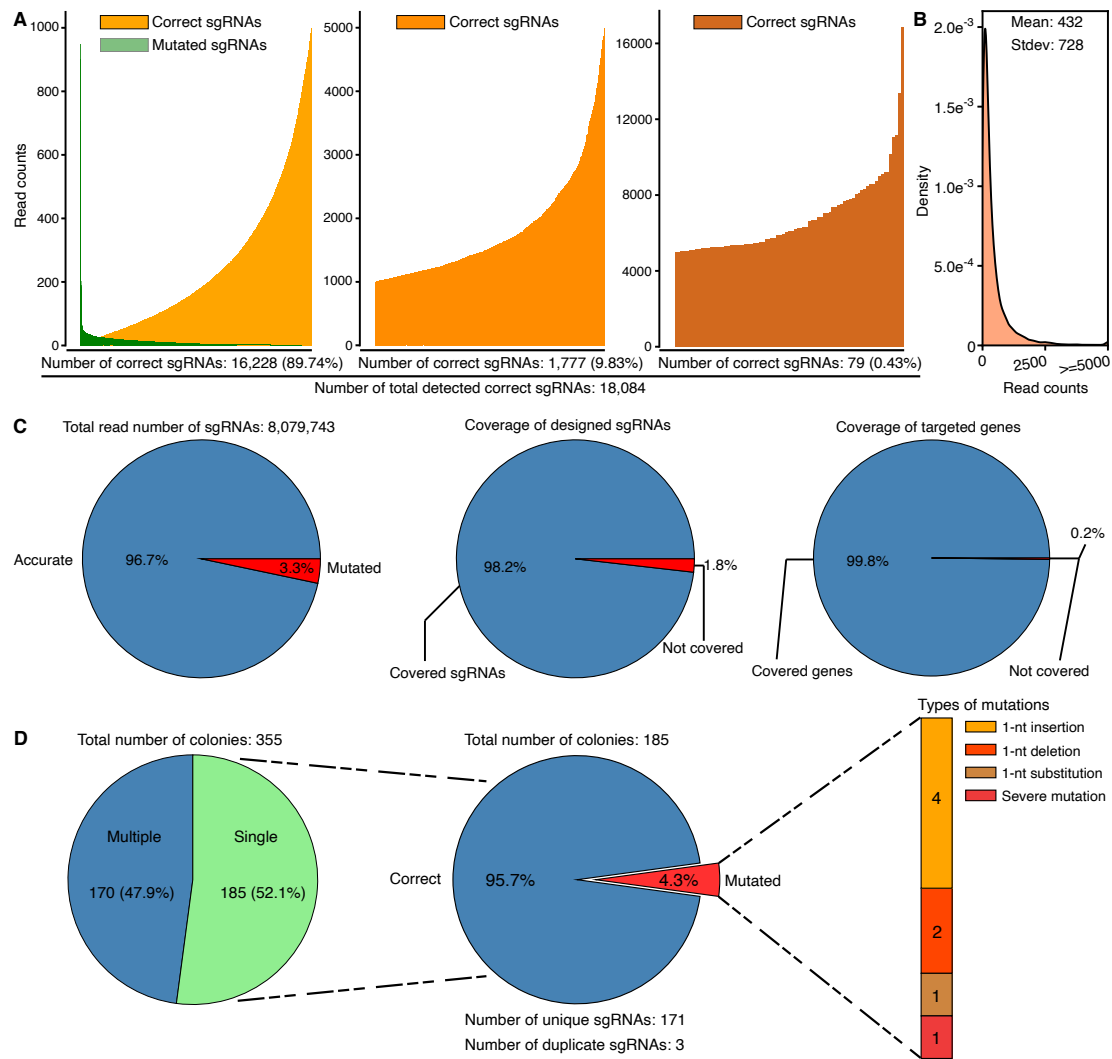 A
Correct sgRNAs
Mutated sgRNAs
Read counts
1000
800
600
400
200
0
Number of correct sgRNAs: 16,228 (89.74%)
Correct sgRNAs
5000
4000
3000
2000
1000
0
Number of correct sgRNAs: 1,777 (9.83%)
Correct sgRNAs
16000
12000
8000
4000
0
Number of correct sgRNAs: 79 (0.43%)
Number of total detected correct sgRNAs: 18,084
B
Mean: 432
Stdev: 728
Density
2.0e-3
1.5e-3
1.0e-3
5.0e-4
0
0
2500
>=5000
Read counts
C
Total read number of sgRNAs: 8,079,743
Accurate
96.7%
3.3%
Mutated
Coverage of designed sgRNAs
98.2%
1.8%
Covered sgRNAs
Not covered
Coverage of targeted genes
0.2%
99.8%
Covered genes
Not covered
D
Total number of colonies: 355
Multiple
170 (47.9%)
Single
185 (52.1%)
Total number of colonies: 185
Correct
95.7%
4.3%
Mutated
Number of unique sgRNAs: 171
Number of duplicate sgRNAs: 3
Types of mutations
1-nt insertion
1-nt deletion
1-nt substitution
Severe mutation
4
2
1
1